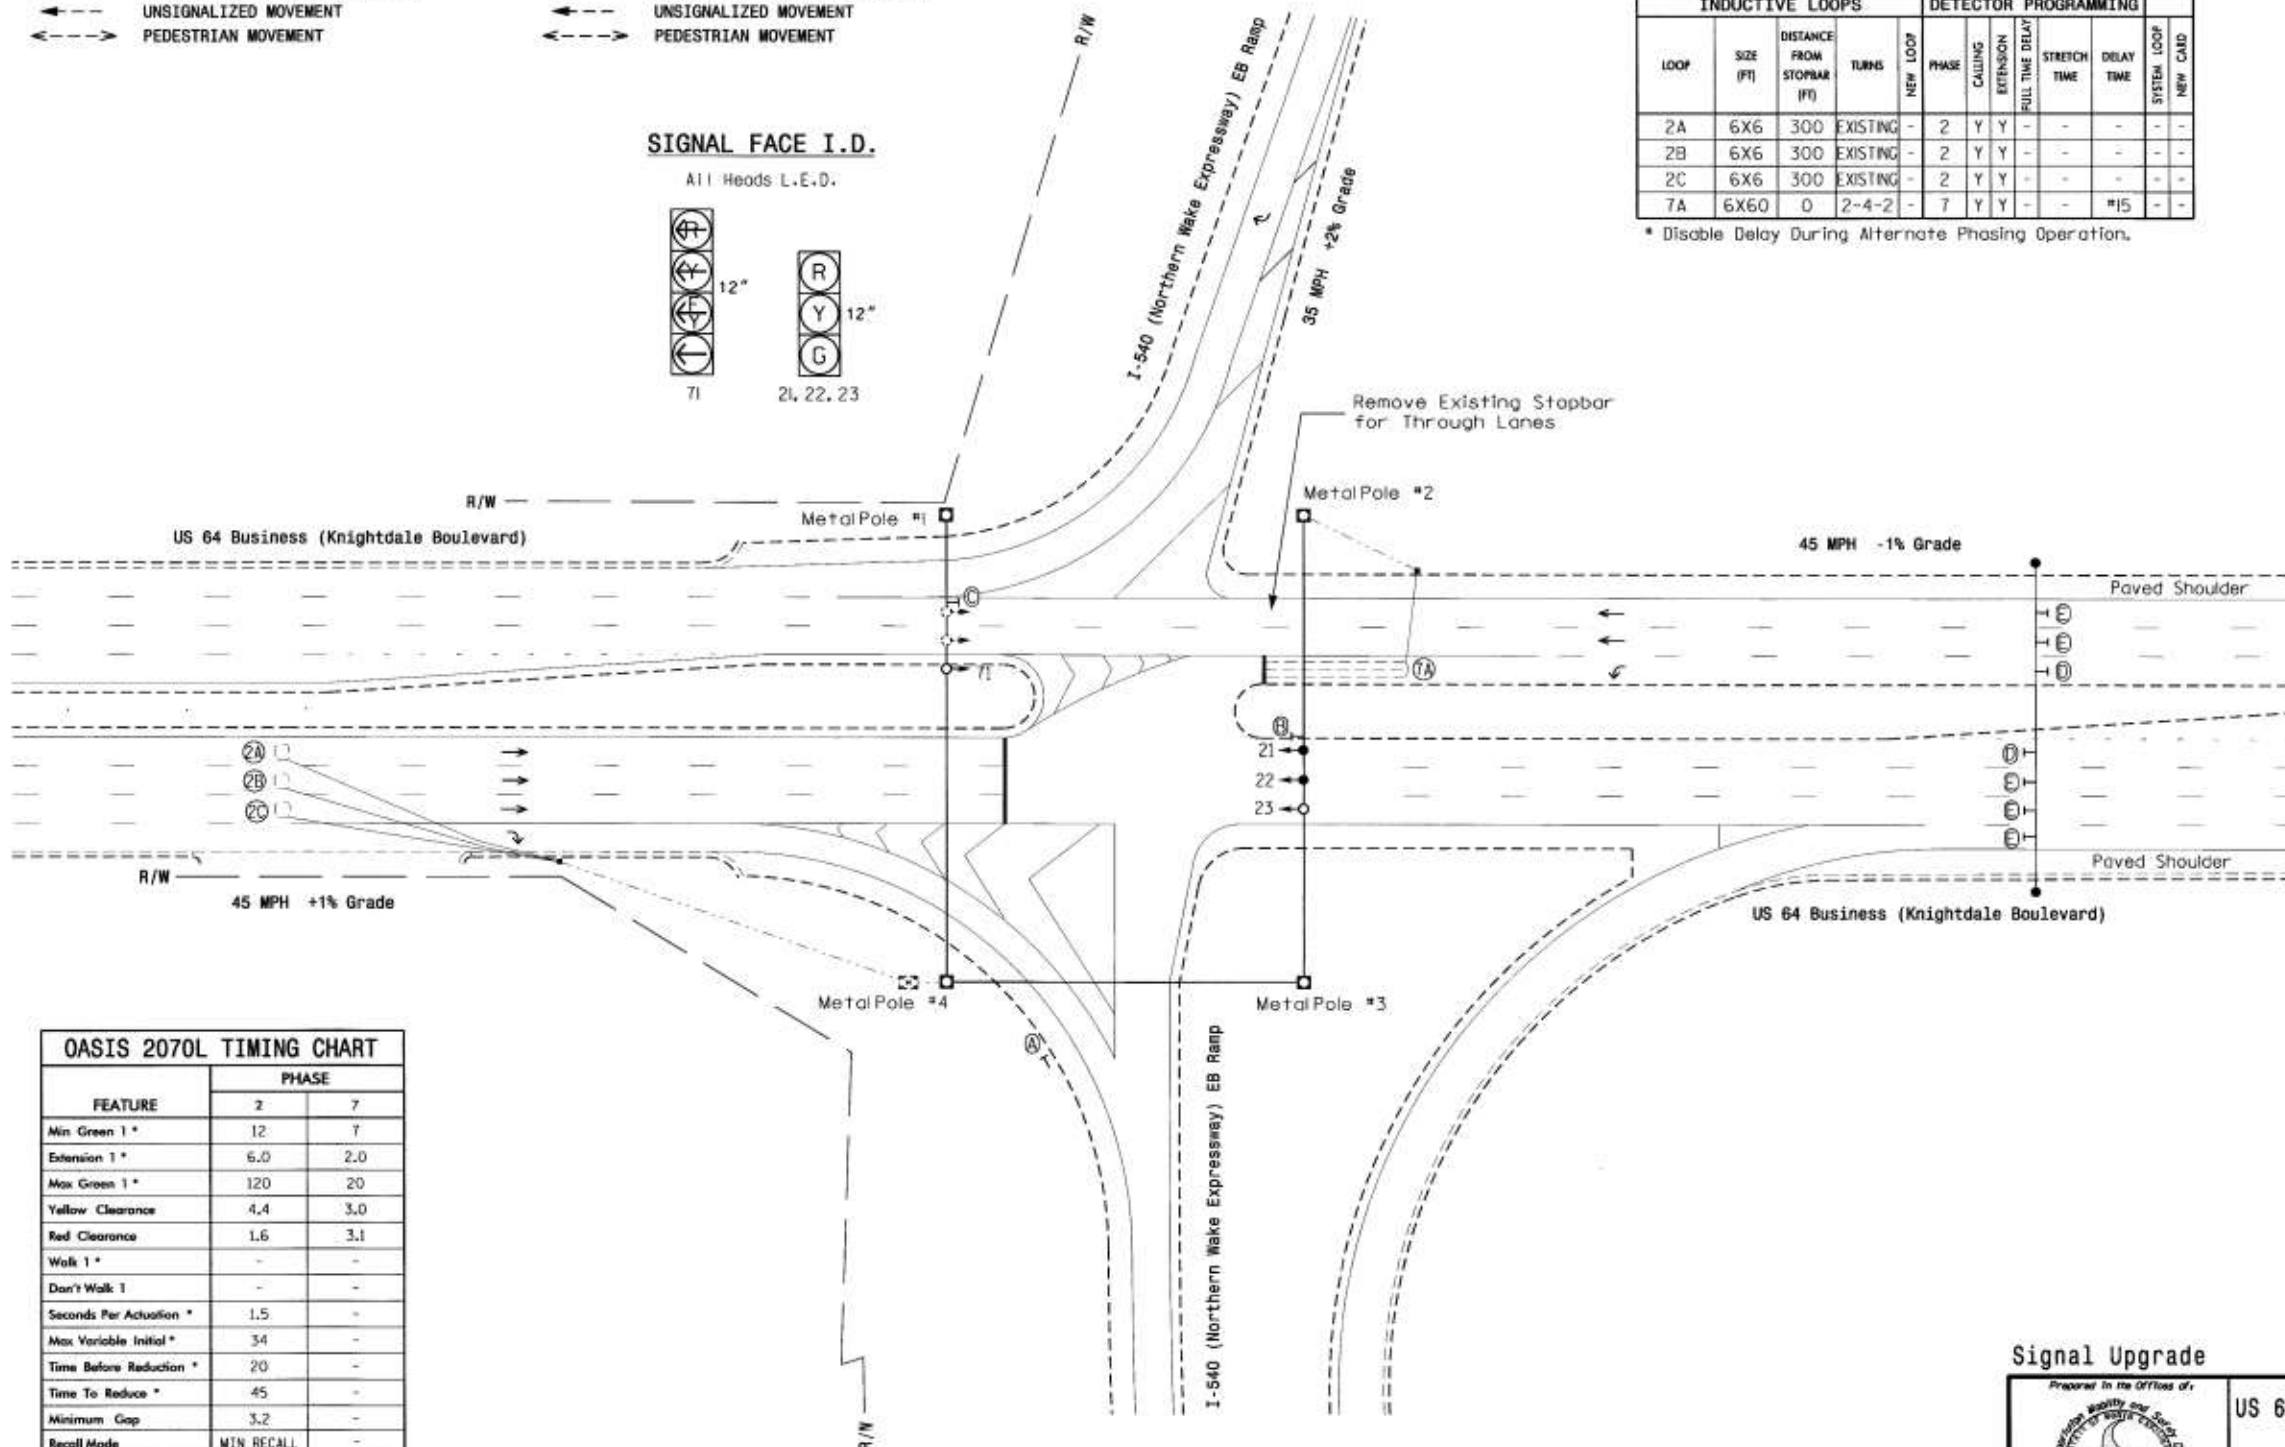 UNSIGNALIZED MOVEMENT
PEDESTRIAN MOVEMENT
UNSIGNALIZED MOVEMENT
PEDESTRIAN MOVEMENT
R/W
INDUCTIVE LOOPS DETECTOR PROGRAMMING
LOOP SIZE (FT) DISTANCE FROM STOPBAR (FT) TURNS NEW LOOP PHASE CALLING EXTENSION FULL TIME DELAY STRETCH TIME DELAY TIME SYSTEM LOOP NEW CARD
2A 6X6 300 EXISTING - 2 Y Y - - - - -
2B 6X6 300 EXISTING - 2 Y Y - - - - -
2C 6X6 300 EXISTING - 2 Y Y - - - - -
7A 6X60 0 2-4-2 - 7 Y Y - - *15 - -
* Disable Delay During Alternate Phasing Operation.
SIGNAL FACE I.D.
All Heads L.E.D.
R
Y
F
Y
12"
71
R
Y
G
12"
21, 22, 23
I-540 (Northern Wake Expressway) EB Ramp
35 MPH +2% Grade
Remove Existing Stopbar
for Through Lanes
R/W
Metal Pole #1
Metal Pole #2
US 64 Business (Knightdale Boulevard)
45 MPH -1% Grade
Paved Shoulder
C
E
E
D
71
7A
B
2A
2B
2C
21
22
23
D
E
E
E
R/W
45 MPH +1% Grade
Paved Shoulder
US 64 Business (Knightdale Boulevard)
Metal Pole #4
Metal Pole #3
A
I-540 (Northern Wake Expressway) EB Ramp
R/W
OASIS 2070L TIMING CHART
PHASE
FEATURE 2 7
Min Green 1 * 12 7
Extension 1 * 6.0 2.0
Max Green 1 * 120 20
Yellow Clearance 4.4 3.0
Red Clearance 1.6 3.1
Walk 1 * - -
Don't Walk 1 - -
Seconds Per Actuation * 1.5 -
Max Variable Initial * 34 -
Time Before Reduction * 20 -
Time To Reduce * 45 -
Minimum Gap 3.2 -
Recall Mode MIN RECALL -
Signal Upgrade
Prepared in the Offices of:
US 6